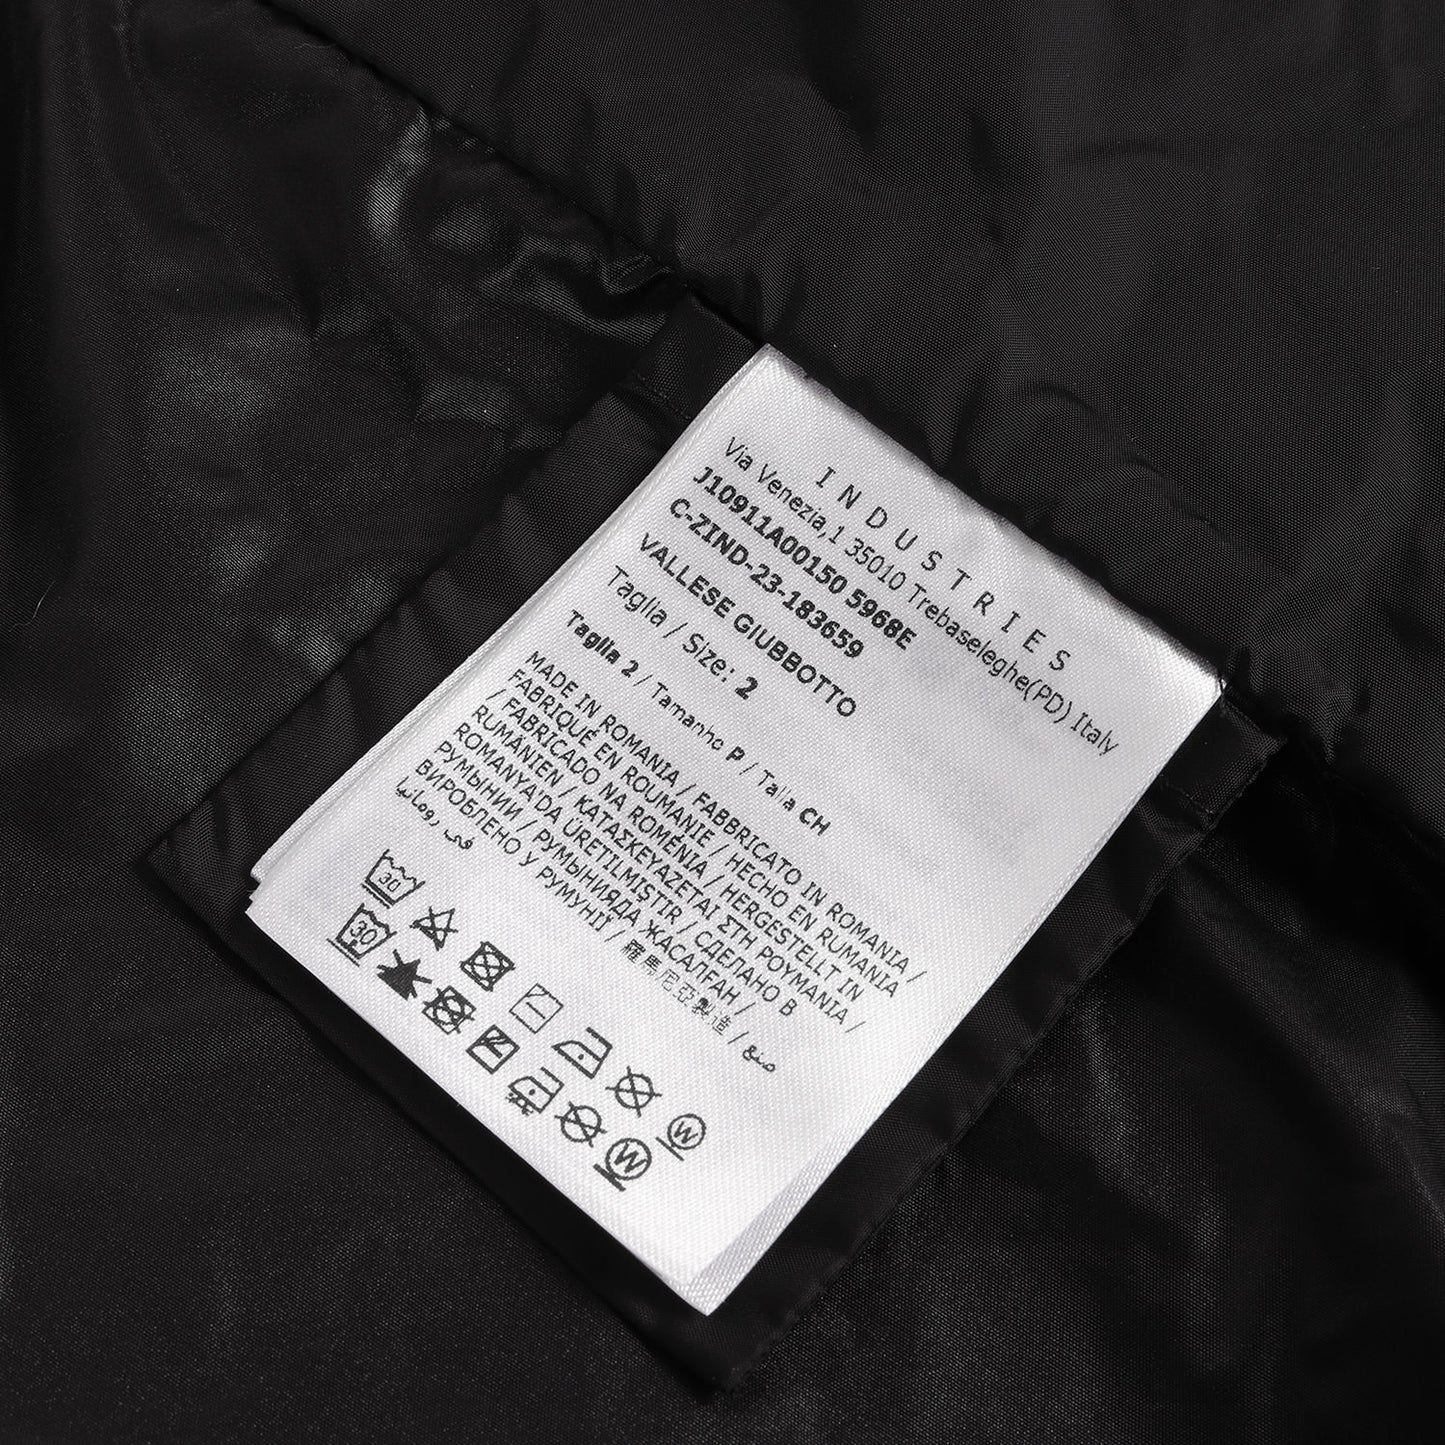 INDUSTRIES
Via Venezia,1 35010 Trebaseleghe(PD) Italy
J10911A00150 5968E
C-ZIND-23-183659
VALLESE GIUBBOTTO
Taglia / Size: 2
Taglia 2 / Tamanho P / Talla CH
MADE IN ROMANIA / FABBRICATO IN ROMANIA /
FABRIQUÉ EN ROUMANIE / HECHO EN RUMANIA
/ FABRICADO NA ROMÉNIA / HERGESTELLT IN
RUMÄNIEN / ΚΑΤΑΣΚΕΥΑΖΕΤΑΙ ΣΤΗ ΡΟΥΜΑΝΙΑ /
ROMANYA'DA ÜRETILMIŞTIR / СДЕЛАНО В
РУМЫНИИ / РУМЫНИЯДА ЖАСАЛҒАН /
ВИРОБЛЕНО У РУМУНІЇ / 羅馬尼亞製造 / صنع
في رومانيا
30
30
W
W